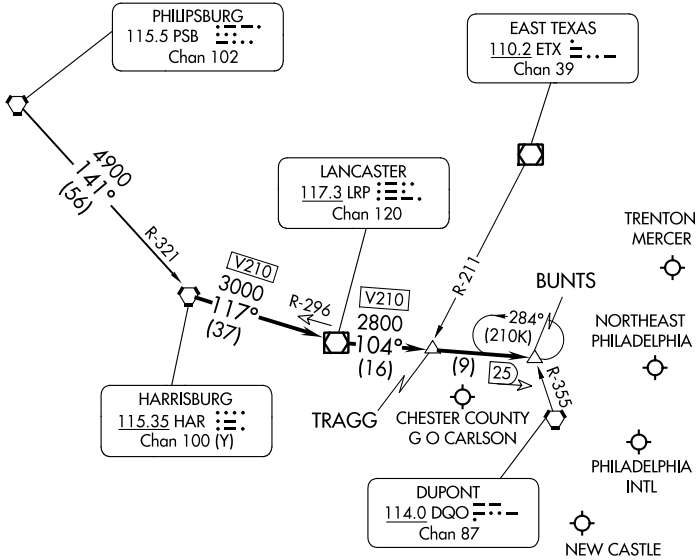 PHILIPSBURG
115.5 PSB
Chan 102
EAST TEXAS
110.2 ETX
Chan 39
4900
141°
(56)
R-321
LANCASTER
117.3 LRP
Chan 120
TRENTON
MERCER
R-211
BUNTS
V210
3000
117°
(37)
R-296
V210
2800
104°
(16)
284°
(210K)
NORTHEAST
PHILADELPHIA
(9)
25
R-355
HARRISBURG
115.35 HAR
Chan 100 (Y)
TRAGG
CHESTER COUNTY
G O CARLSON
PHILADELPHIA
INTL
DUPONT
114.0 DQO
Chan 87
NEW CASTLE